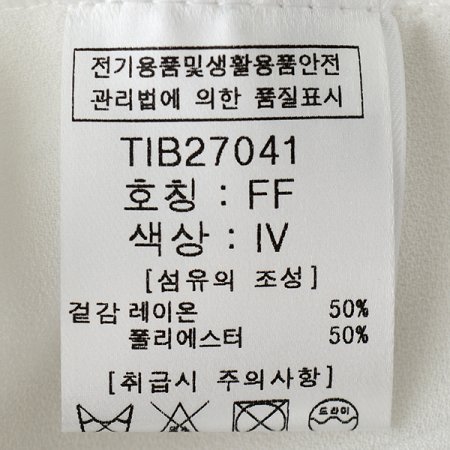 전기용품및생활용품안전
관리법에 의한 품질표시
TIB27041
호칭 : FF
색상 : IV
[섬유의 조성]
겉감 레이온 50%
폴리에스터 50%
[취급시 주의사항]
드라이